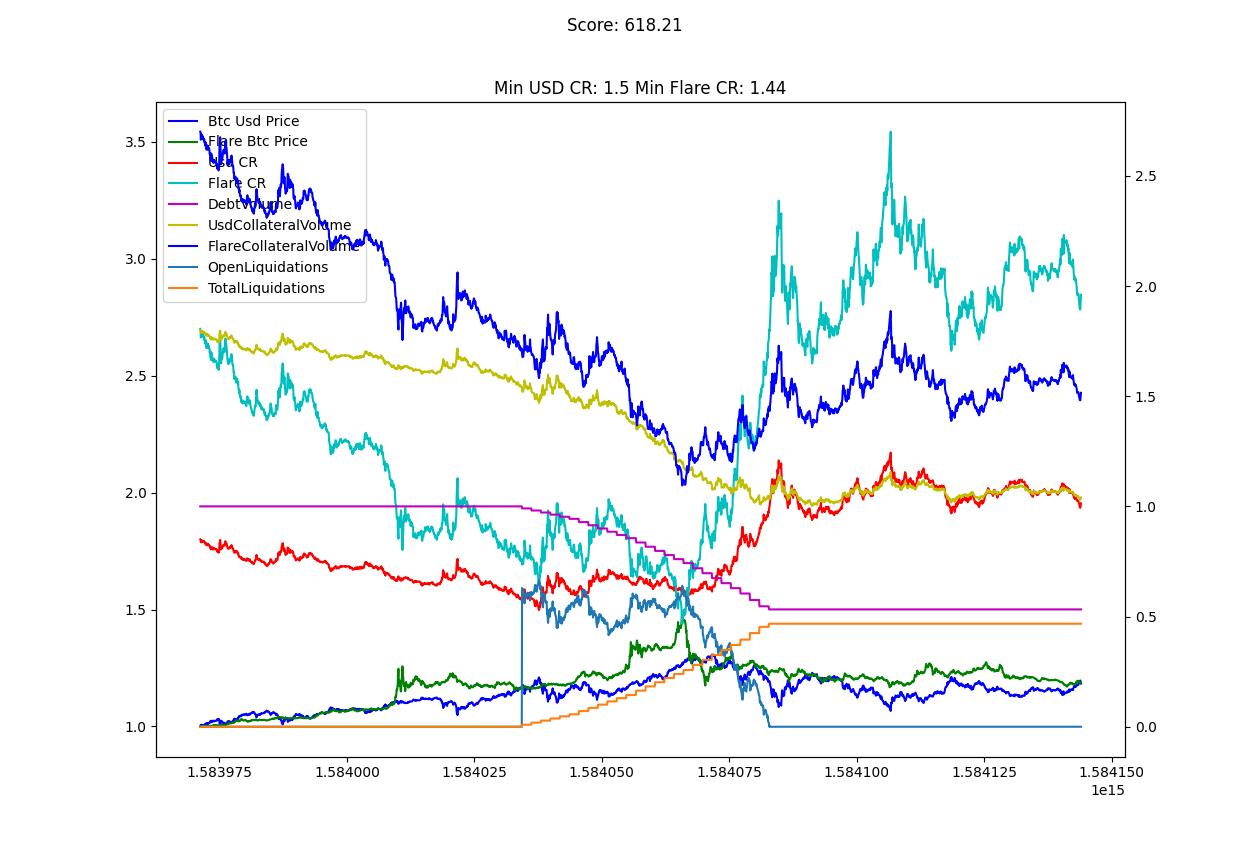 Score: 618.21
Min USD CR: 1.5 Min Flare CR: 1.44
Btc Usd Price
Flare Btc Price
Usd CR
Flare CR
DebtVolume
UsdCollateralVolume
FlareCollateralVolume
OpenLiquidations
TotalLiquidations
3.5
3.0
2.5
2.0
1.5
1.0
2.5
2.0
1.5
1.0
0.5
0.0
1.583975 1.584000 1.584025 1.584050 1.584075 1.584100 1.584125 1.584150
1e15